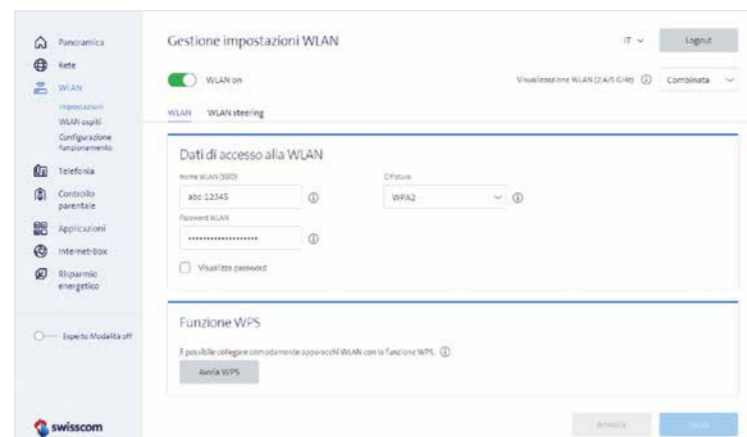 Panoramica
Rete
WLAN
Impostazioni
WLAN ospiti
Configurazione
funzionamento
Telefonia
Controllo
parentale
Applicazioni
Internet-Box
Risparmio
energetico
Esperto Modalità off
swisscom
Gestione impostazioni WLAN
IT
Logout
WLAN on
Visualizzazione WLAN (2.4/5 GHz)
Combinata
WLAN
WLAN steering
Dati di accesso alla WLAN
Nome WLAN (SSID)
Cifratura
abc-12345
WPA2
Password WLAN
•••••••••••••••••••
Visualizza password
Funzione WPS
È possibile collegare comodamente apparecchi WLAN con la funzione WPS.
Avvia WPS
Annulla
Salva